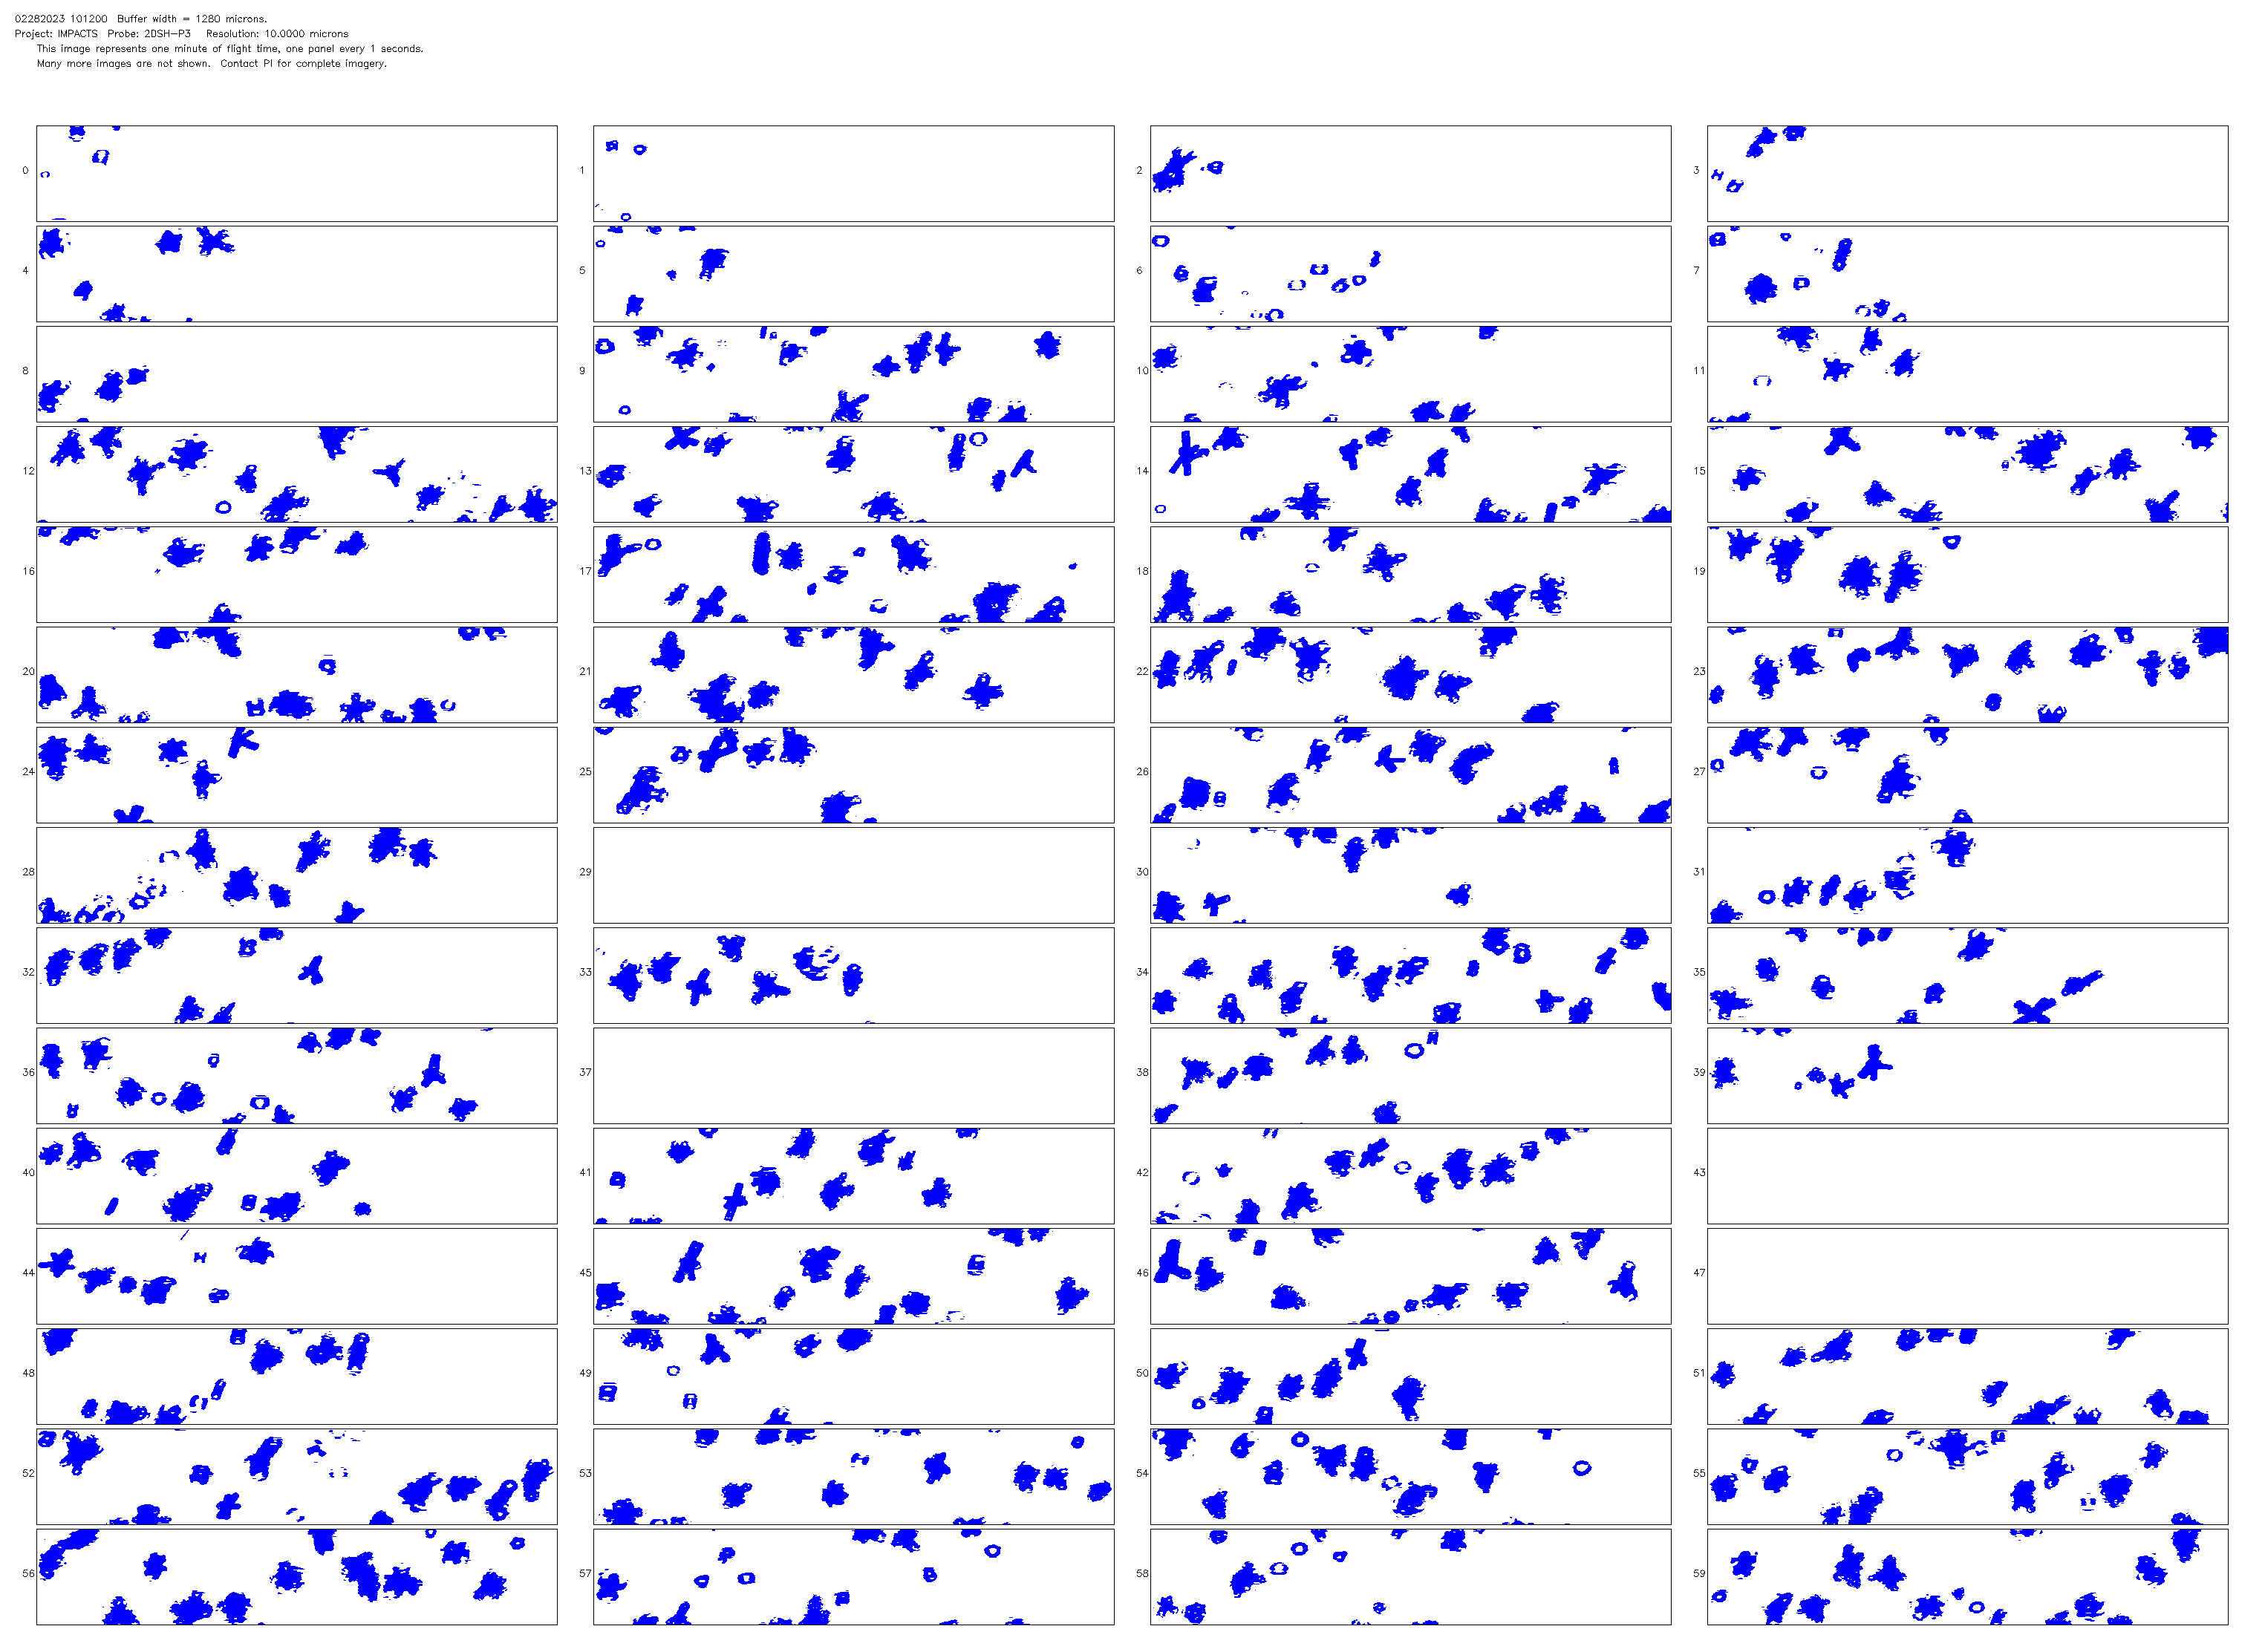 02282023 101200  Buffer width = 1280 microns.
Project: IMPACTS  Probe: 2DSH-P3    Resolution: 10.0000 microns
This image represents one minute of flight time, one panel every 1 seconds.
Many more images are not shown.  Contact PI for complete imagery.
0 1 2 3
4 5 6 7
8 9 10 11
12 13 14 15
16 17 18 19
20 21 22 23
24 25 26 27
28 29 30 31
32 33 34 35
36 37 38 39
40 41 42 43
44 45 46 47
48 49 50 51
52 53 54 55
56 57 58 59